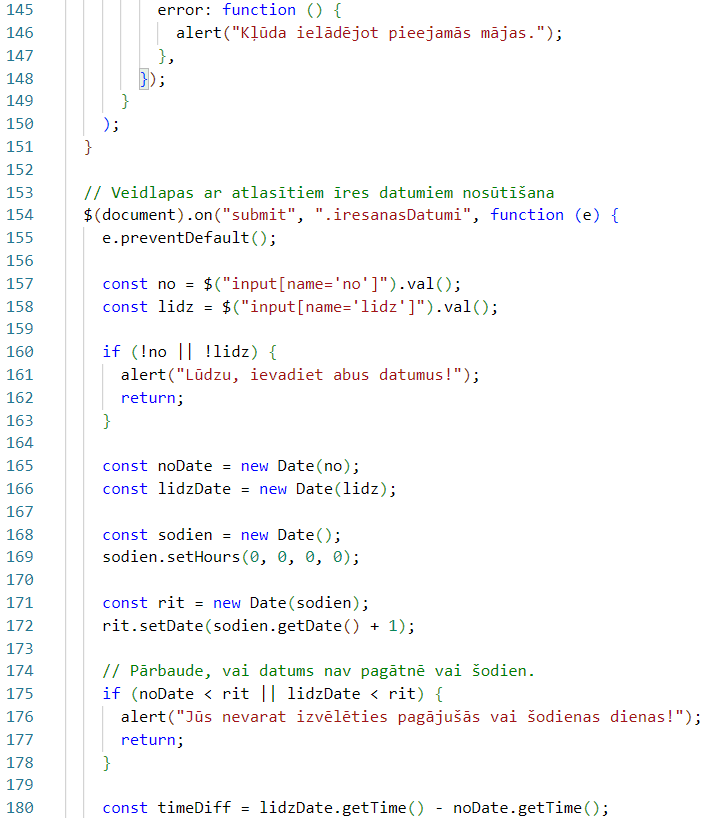 145 error: function () {
146 alert("Kļūda ielādējot pieejamās mājas.");
147 },
148 });
149 }
150 );
151 }
152
153 // Veidlapas ar atlasītiem īres datumiem nosūtīšana
154 $(document).on("submit", ".iresanasDatumi", function (e) {
155 e.preventDefault();
156
157 const no = $("input[name='no']").val();
158 const lidz = $("input[name='lidz']").val();
159
160 if (!no || !lidz) {
161 alert("Lūdzu, ievadiet abus datumus!");
162 return;
163 }
164
165 const noDate = new Date(no);
166 const lidzDate = new Date(lidz);
167
168 const sodien = new Date();
169 sodien.setHours(0, 0, 0, 0);
170
171 const rit = new Date(sodien);
172 rit.setDate(sodien.getDate() + 1);
173
174 // Pārbaude, vai datums nav pagātnē vai šodien.
175 if (noDate < rit || lidzDate < rit) {
176 alert("Jūs nevarat izvēlēties pagājušās vai šodienas dienas!");
177 return;
178 }
179
180 const timeDiff = lidzDate.getTime() - noDate.getTime();